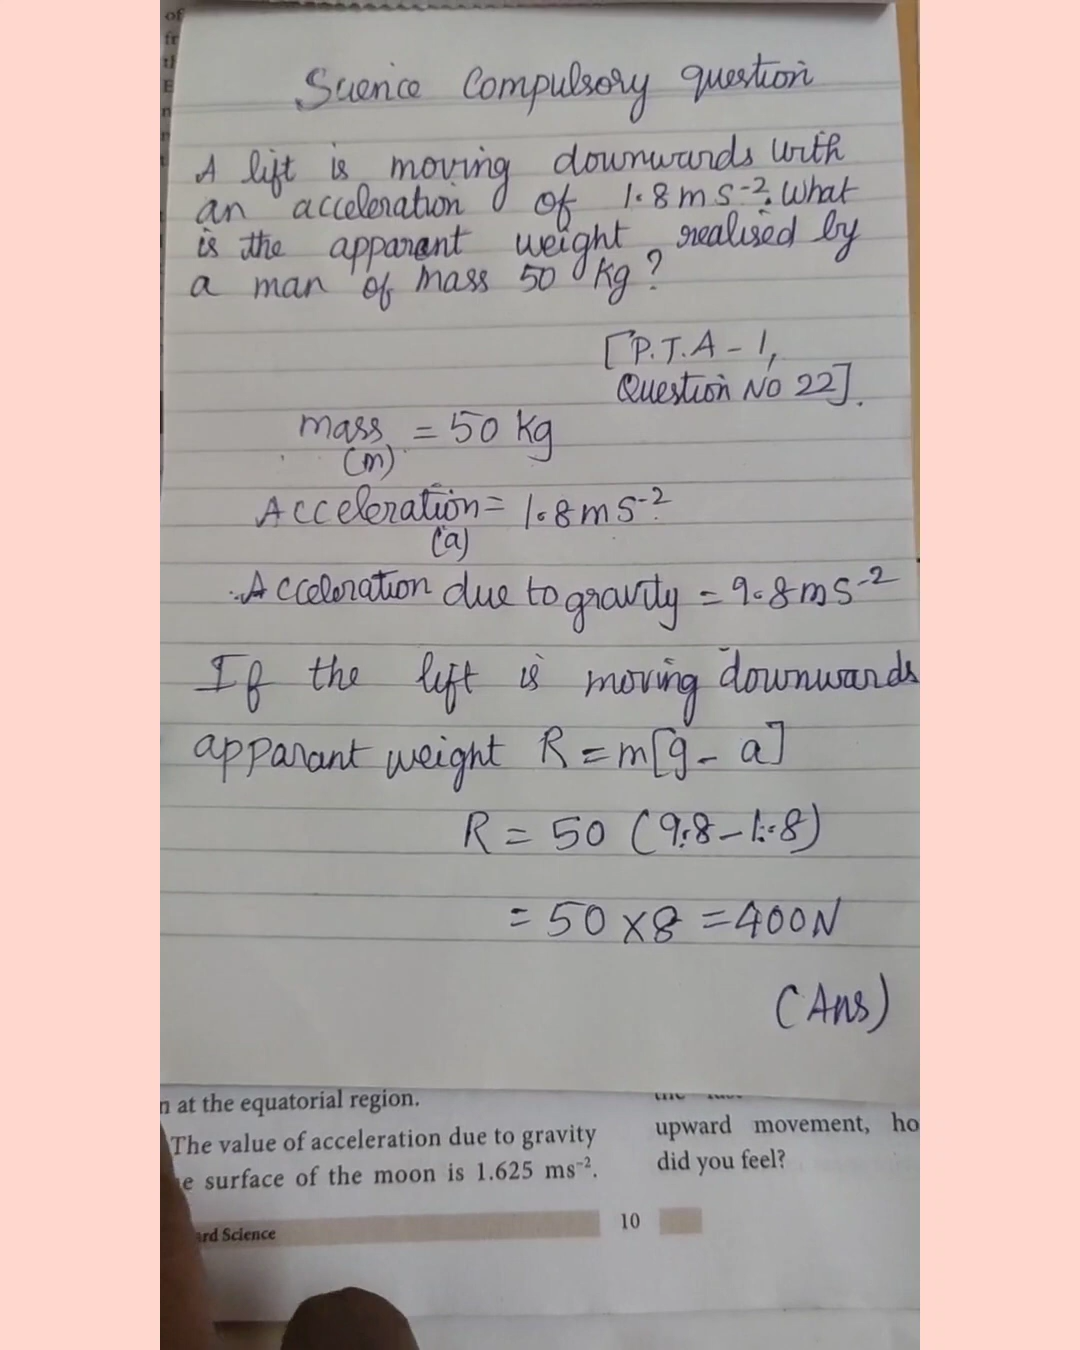 of
fr
th
E
Science Compulsory question
A lift is moving downwards with
an acceleration of 1.8 m s⁻². What
is the apparant weight realised by
a man of mass 50 kg?
[P.T.A - 1,
Question No 22].
mass = 50 kg
(m)
Acceleration = 1.8 m s⁻²
(a)
Acceleration due to gravity = 9.8 m s⁻²
If the lift is moving downwards
apparant weight R = m[g - a]
R = 50 (9.8 - 1.8)
= 50 x 8 = 400N
(Ans)
n at the equatorial region.
The value of acceleration due to gravity
e surface of the moon is 1.625 ms⁻².
upward movement, ho
did you feel?
ard Science
10